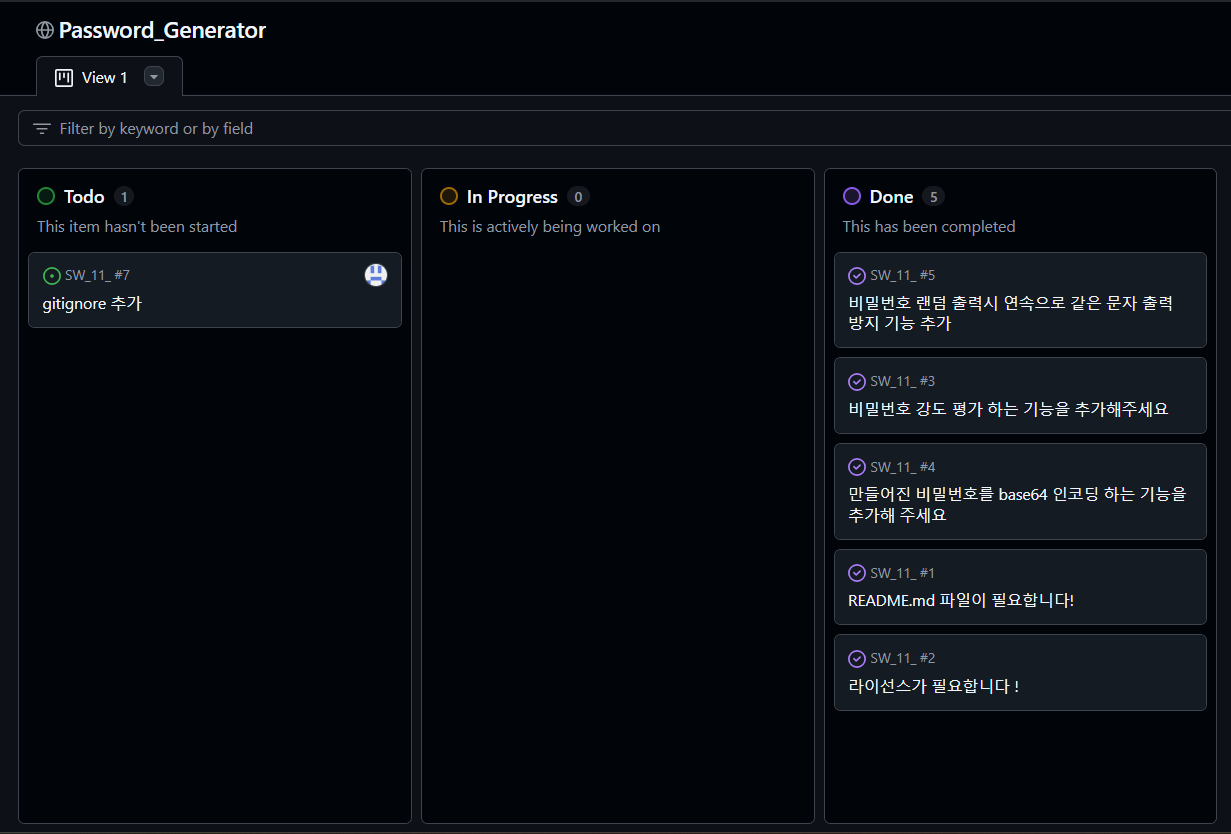 Password_Generator
View 1
Filter by keyword or by field
Todo 1
This item hasn't been started
SW_11_ #7
gitignore 추가
In Progress 0
This is actively being worked on
Done 5
This has been completed
SW_11_ #5
비밀번호 랜덤 출력시 연속으로 같은 문자 출력
방지 기능 추가
SW_11_ #3
비밀번호 강도 평가 하는 기능을 추가해주세요
SW_11_ #4
만들어진 비밀번호를 base64 인코딩 하는 기능을
추가해 주세요
SW_11_ #1
README.md 파일이 필요합니다!
SW_11_ #2
라이선스가 필요합니다 !